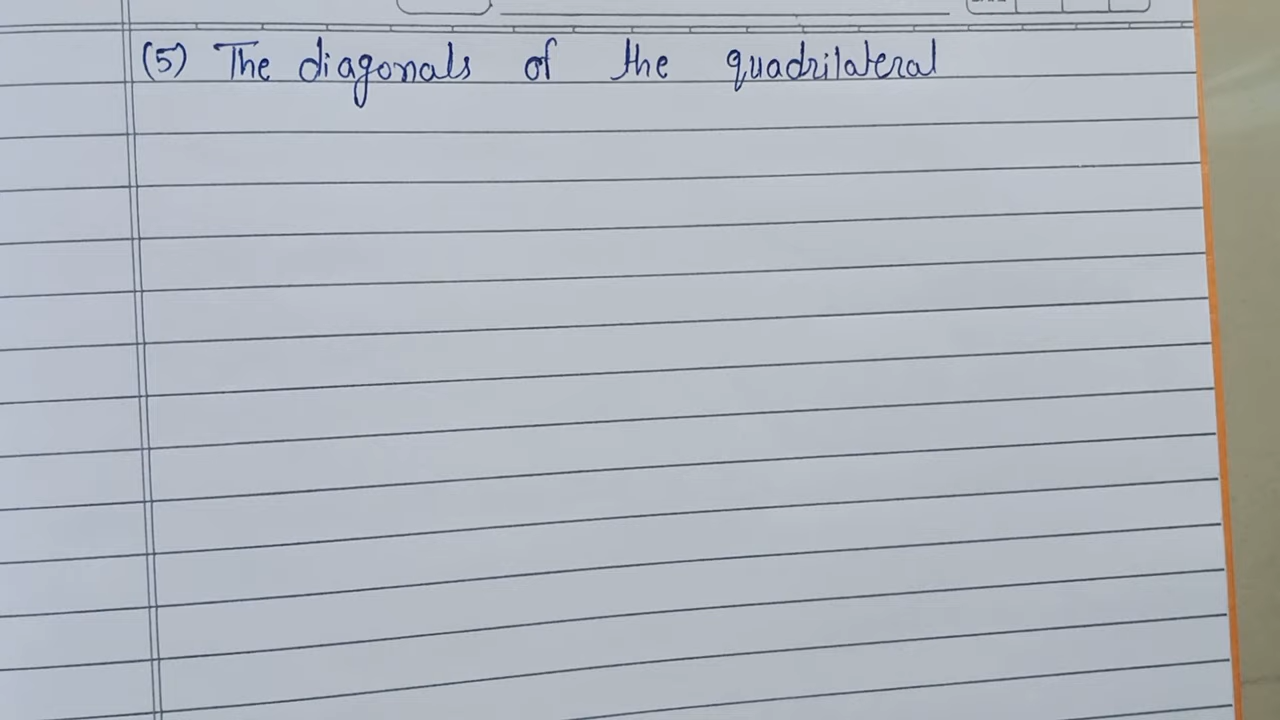 (5) The diagonals of the quadrilateral